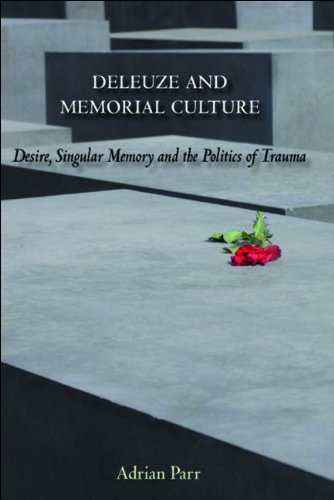 DELEUZE AND
MEMORIAL CULTURE
Desire, Singular Memory and the Politics of Trauma
Adrian Parr